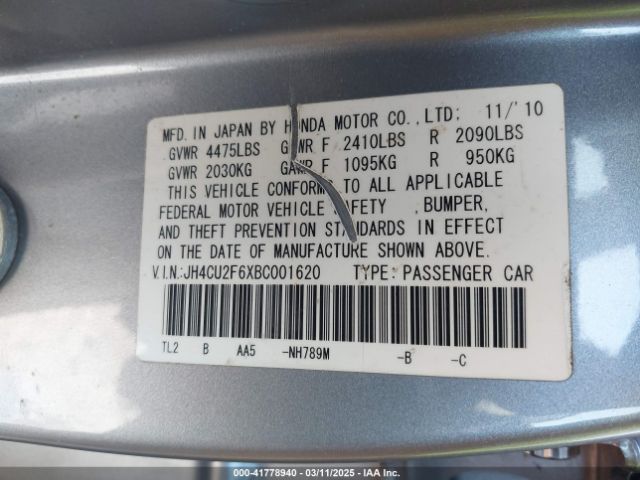 MFD. IN JAPAN BY HONDA MOTOR CO., LTD: 11/'10
GVWR 4475LBS GAWR F 2410LBS R 2090LBS
GVWR 2030KG GAWR F 1095KG R 950KG
THIS VEHICLE CONFORMS TO ALL APPLICABLE
FEDERAL MOTOR VEHICLE SAFETY , BUMPER,
AND THEFT PREVENTION STANDARDS IN EFFECT
ON THE DATE OF MANUFACTURE SHOWN ABOVE.
V.I.N:JH4CU2F6XBC001620 TYPE:PASSENGER CAR
TL2 B AA5 -NH789M -B -C
000-41778940 - 03/11/2025 - IAA Inc.